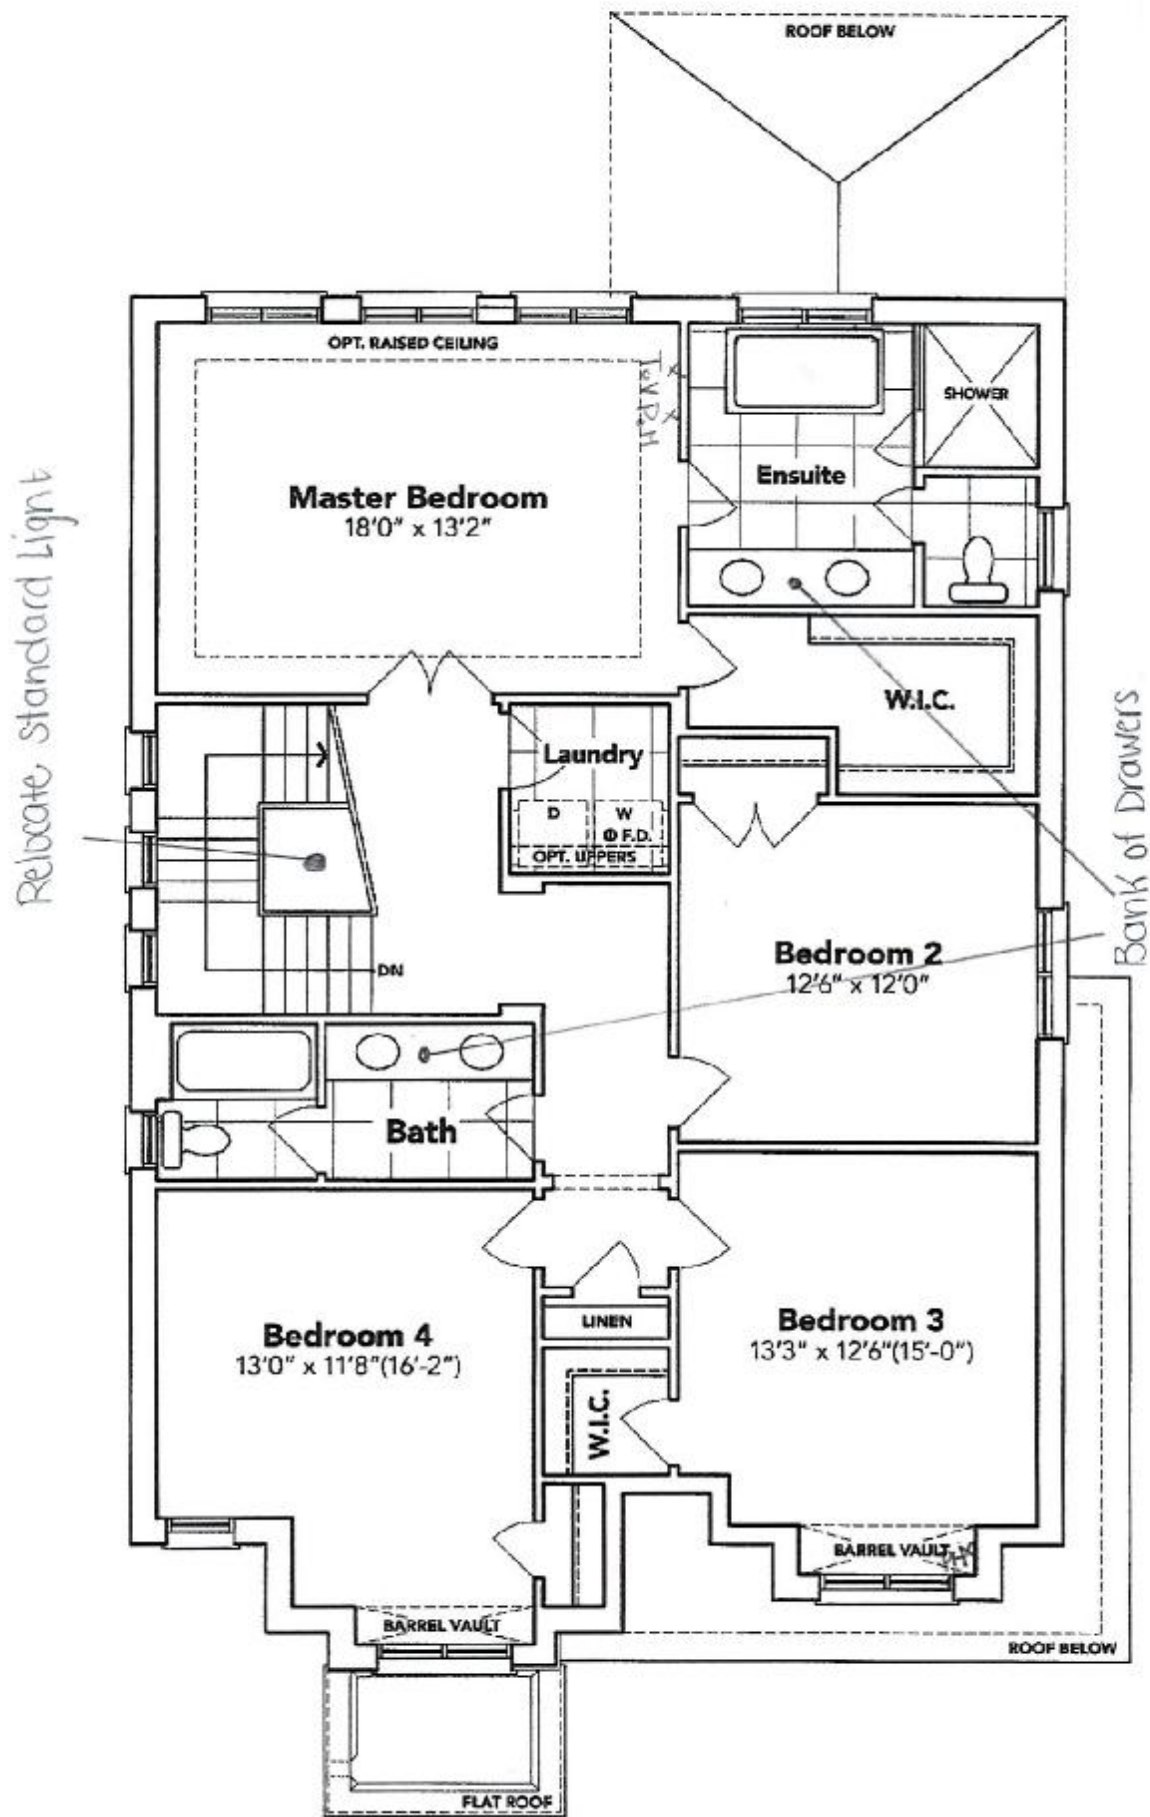 ROOF BELOW
OPT. RAISED CEILING
SHOWER
Ensuite
Master Bedroom
18'0" x 13'2"
Relocate Standard Light
W.I.C.
Bank of Drawers
Laundry
D W
F.D.
OPT. UPPERS
Bedroom 2
12'6" x 12'0"
DN
Bath
Bedroom 4
13'0" x 11'8"(16'-2")
LINEN
Bedroom 3
13'3" x 12'6"(15'-0")
W.I.C.
BARREL VAULT
BARREL VAULT
ROOF BELOW
FLAT ROOF